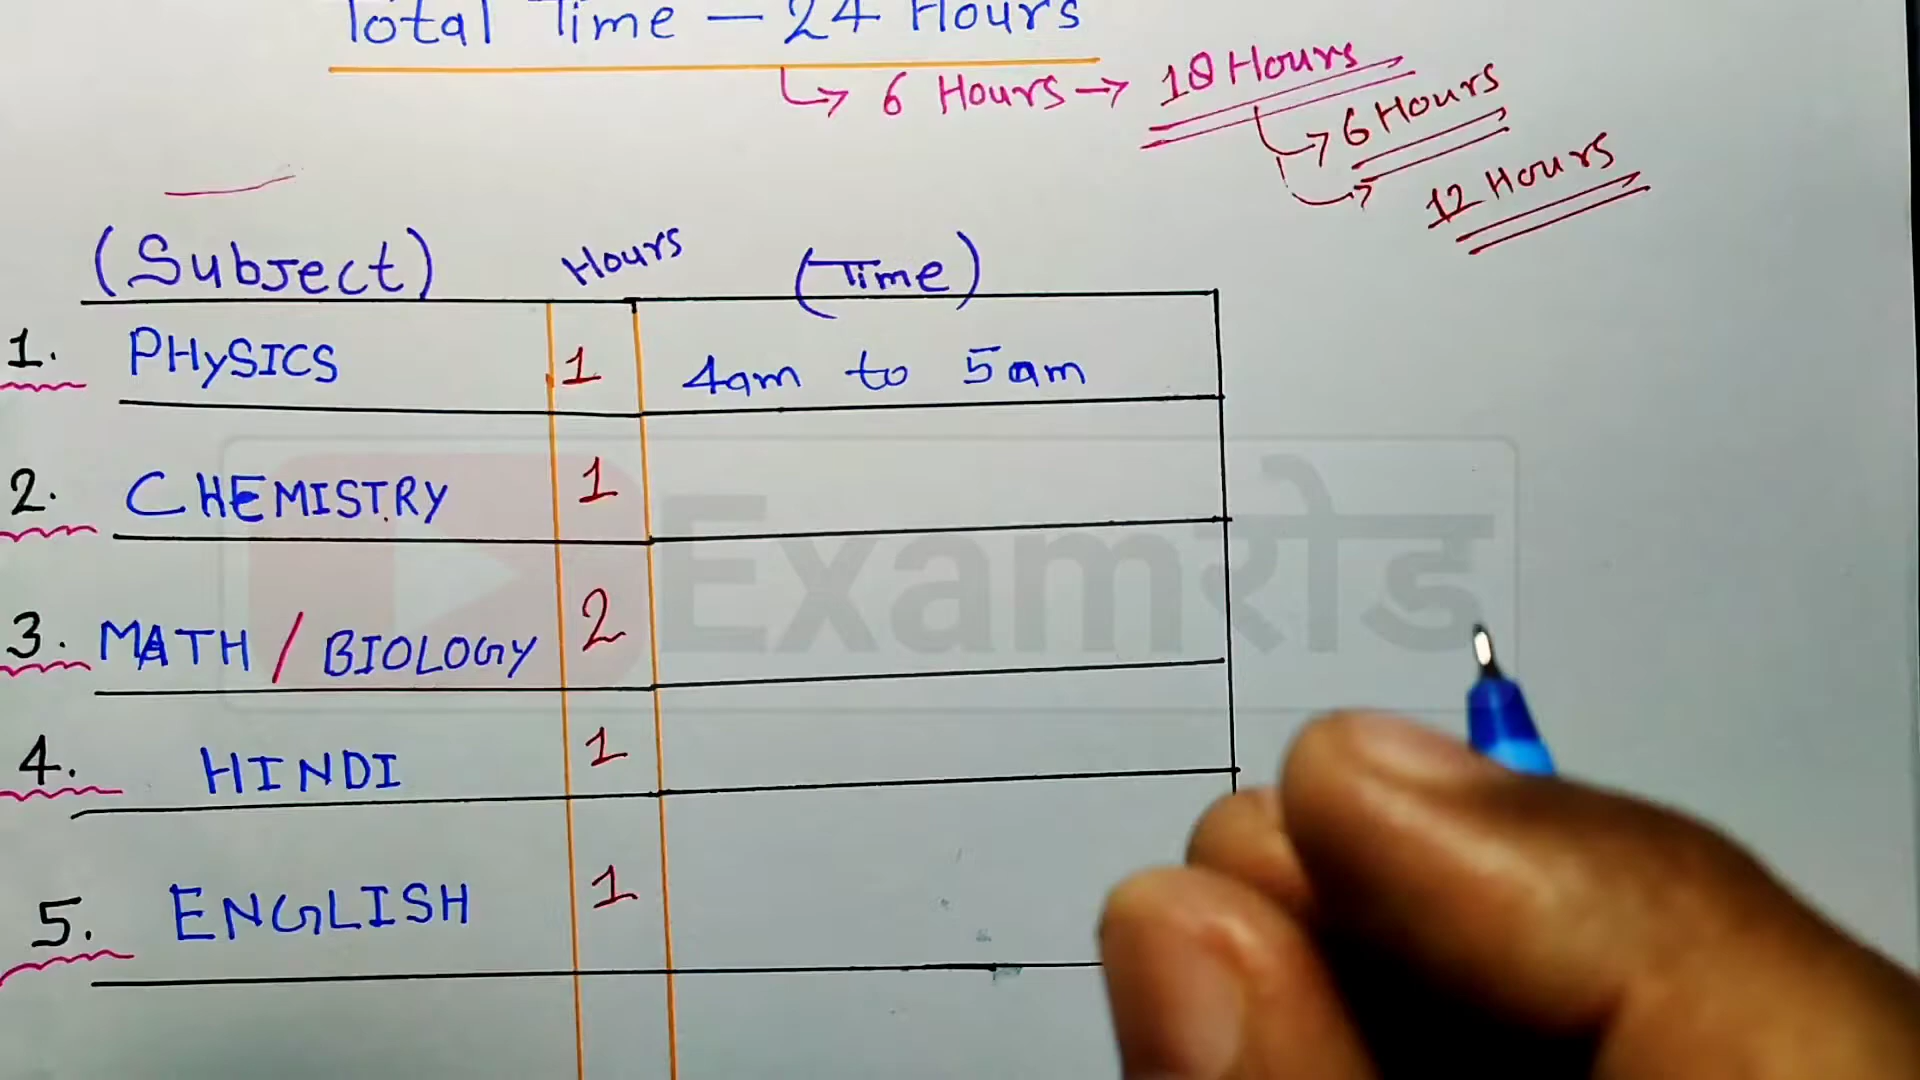 Total Time - 24 Hours
↳ 6 Hours → 18 Hours
↳ 6 Hours
→ 12 Hours
(Subject) Hours (Time)
1. PHySICS 1 4am to 5am
2. CHEMISTRY 1
3. MATH / BIOLOGY 2
4. HINDI 1
5. ENGLISH 1
Examरोड